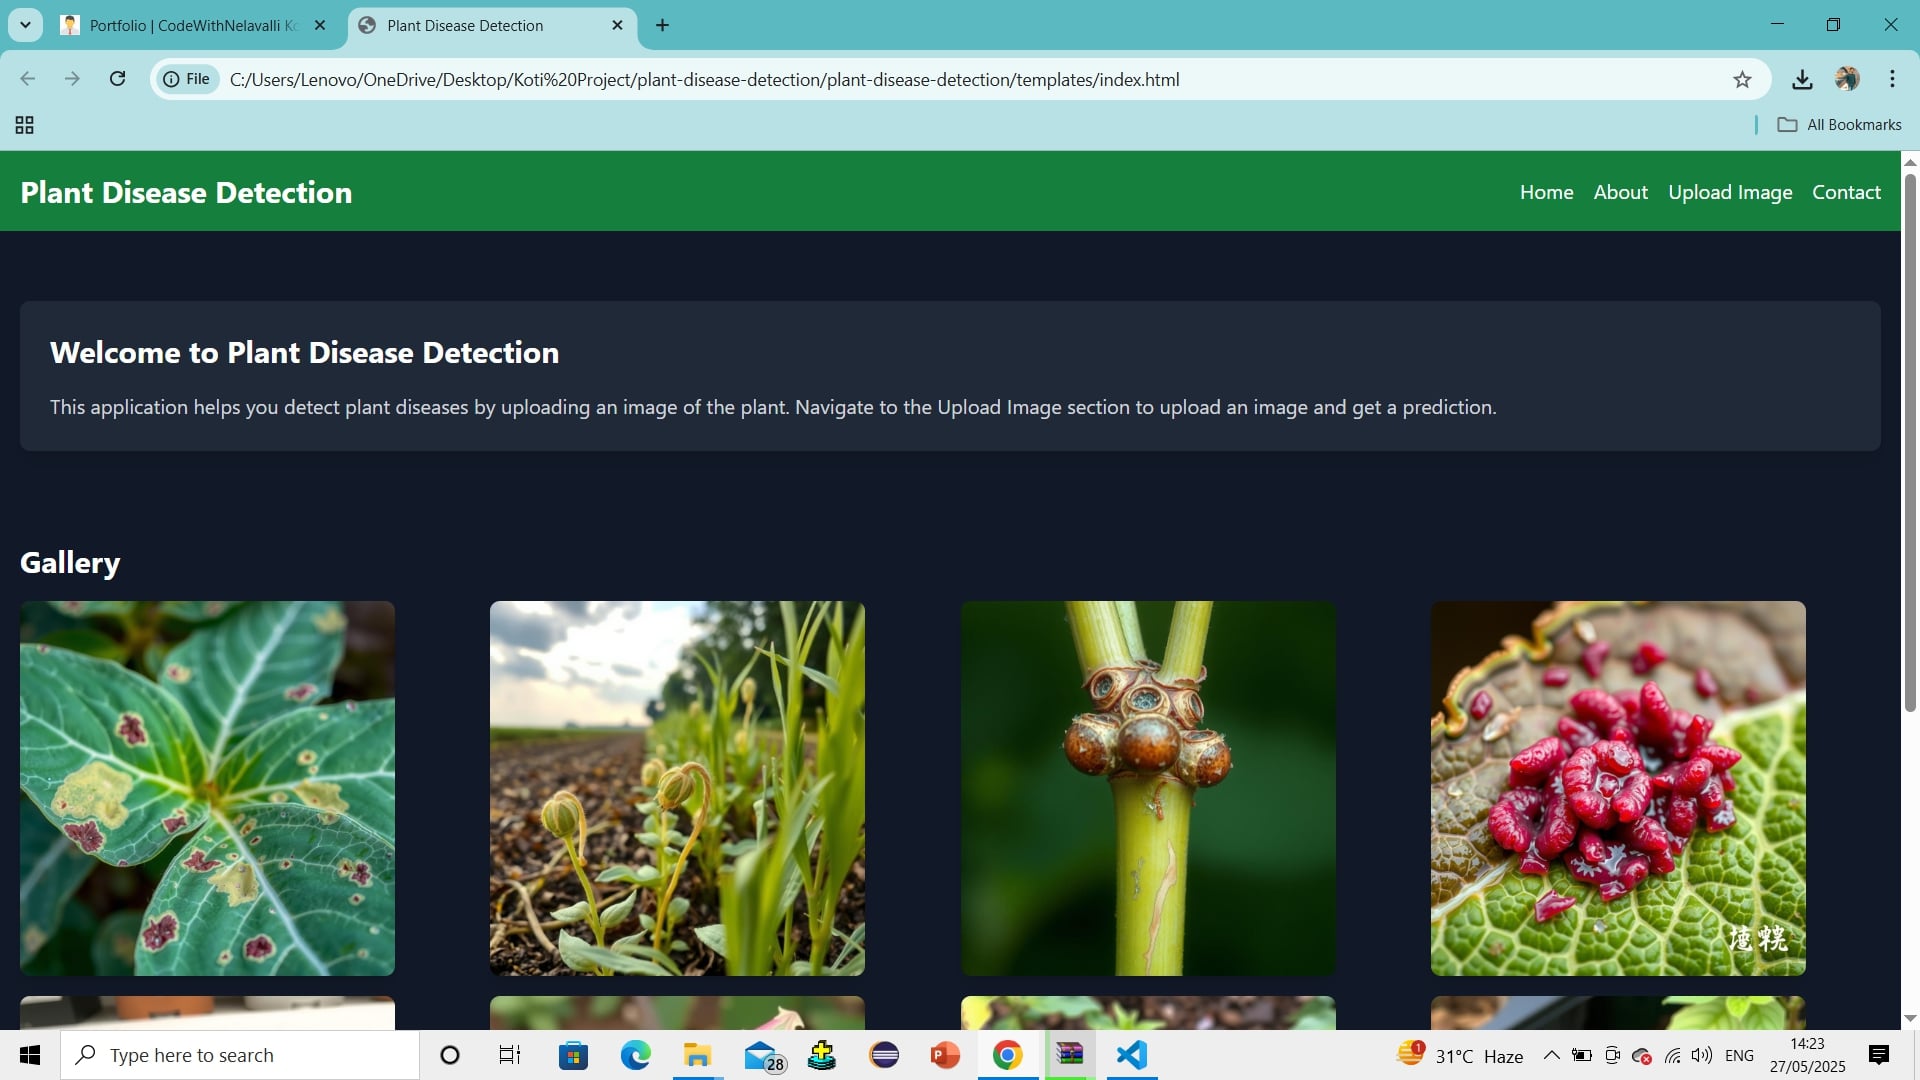 Portfolio | CodeWithNelavalli Ko
Plant Disease Detection
File
C:/Users/Lenovo/OneDrive/Desktop/Koti%20Project/plant-disease-detection/plant-disease-detection/templates/index.html
All Bookmarks
Plant Disease Detection
Home About Upload Image Contact
Welcome to Plant Disease Detection
This application helps you detect plant diseases by uploading an image of the plant. Navigate to the Upload Image section to upload an image and get a prediction.
Gallery
Type here to search
28
P
1
31°C Haze
ENG
14:23
27/05/2025